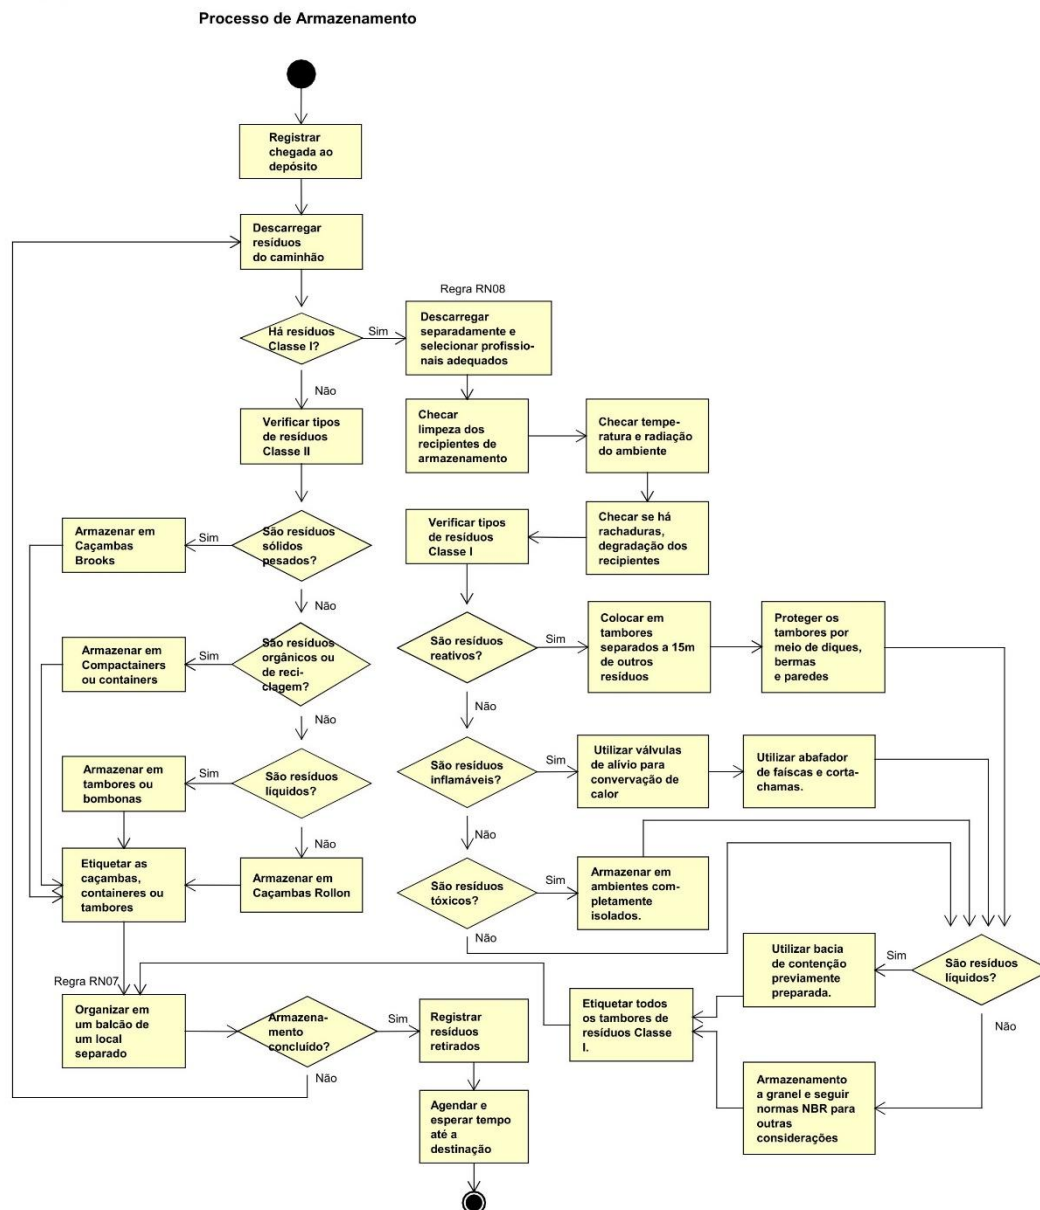 Processo de Armazenamento
Registrar
chegada ao
depósito
Descarregar
resíduos
do caminhão
Regra RN08
Há resíduos
Classe I?
Sim
Descarregar
separadamente e
selecionar profissio-
nais adequados
Não
Verificar tipos
de resíduos
Classe II
Checar
limpeza dos
recipientes de
armazenamento
Checar tempe-
ratura e radiação
do ambiente
Armazenar em
Caçambas
Brooks
Sim
São resíduos
sólidos
pesados?
Verificar tipos
de resíduos
Classe I
Checar se há
rachaduras,
degradação dos
recipientes
Não
Armazenar em
Compactainers
ou containers
Sim
São resíduos
orgânicos ou
de reci-
clagem?
São resíduos
reativos?
Sim
Colocar em
tambores
separados a 15m
de outros
resíduos
Proteger os
tambores por
meio de diques,
bermas
e paredes
Não
Não
Armazenar em
tambores ou
bombonas
Sim
São resíduos
líquidos?
São resíduos
inflamáveis?
Sim
Utilizar válvulas
de alívio para
convervação de
calor
Utilizar abafador
de faíscas e corta-
chamas.
Não
Não
Etiquetar as
caçambas,
containeres ou
tambores
Armazenar em
Caçambas Rollon
São resíduos
tóxicos?
Sim
Armazenar em
ambientes com-
pletamente
isolados.
Não
Regra RN07
Organizar em
um balcão de
um local
separado
Armazena-
mento
concluído?
Sim
Registrar
resíduos
retirados
Etiquetar todos
os tambores de
resíduos Classe
I.
Utilizar bacia
de contenção
previamente
preparada.
Sim
São resíduos
líquidos?
Não
Não
Agendar e
esperar tempo
até a
destinação
Armazenamento
a granel e seguir
normas NBR para
outras
considerações